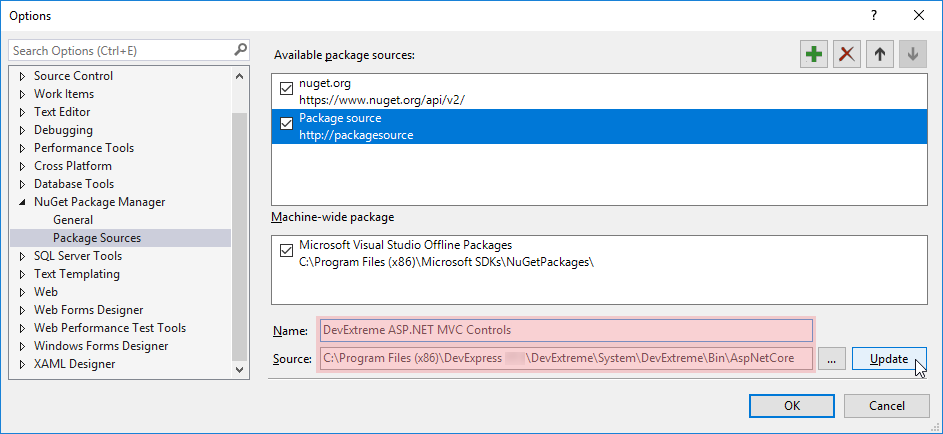 Options
Search Options (Ctrl+E)
Source Control
Work Items
Text Editor
Debugging
Performance Tools
Cross Platform
Database Tools
NuGet Package Manager
General
Package Sources
SQL Server Tools
Text Templating
Web
Web Forms Designer
Web Performance Test Tools
Windows Forms Designer
XAML Designer
Available package sources:
nuget.org
https://www.nuget.org/api/v2/
Package source
http://packagesource
Machine-wide package
Microsoft Visual Studio Offline Packages
C:\Program Files (x86)\Microsoft SDKs\NuGetPackages\
Name: DevExtreme ASP.NET MVC Controls
Source: C:\Program Files (x86)\DevExpress \DevExtreme\System\DevExtreme\Bin\AspNetCore ... Update
OK Cancel